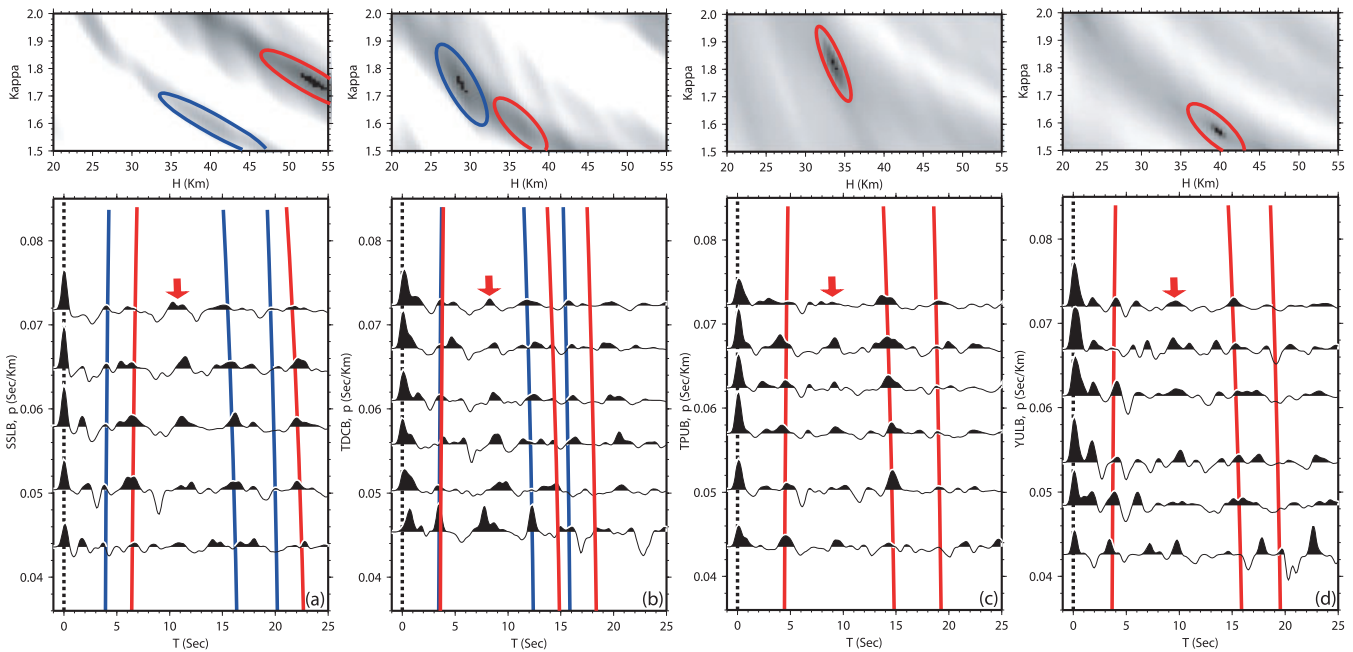 Kappa
2.0
1.9
1.8
1.7
1.6
1.5
20 25 30 35 40 45 50 55
H (Km)
Kappa
2.0
1.9
1.8
1.7
1.6
1.5
20 25 30 35 40 45 50 55
H (Km)
Kappa
2.0
1.9
1.8
1.7
1.6
1.5
20 25 30 35 40 45 50 55
H (Km)
Kappa
2.0
1.9
1.8
1.7
1.6
1.5
20 25 30 35 40 45 50 55
H (Km)
SSLB, p (Sec/Km)
0.08
0.07
0.06
0.05
0.04
0 5 10 15 20 25
T (Sec)
(a)
TDCB, p (Sec/Km)
0.08
0.07
0.06
0.05
0.04
0 5 10 15 20 25
T (Sec)
(b)
TPUB, p (Sec/Km)
0.08
0.07
0.06
0.05
0.04
0 5 10 15 20 25
T (Sec)
(c)
YULB, p (Sec/Km)
0.08
0.07
0.06
0.05
0.04
0 5 10 15 20 25
T (Sec)
(d)